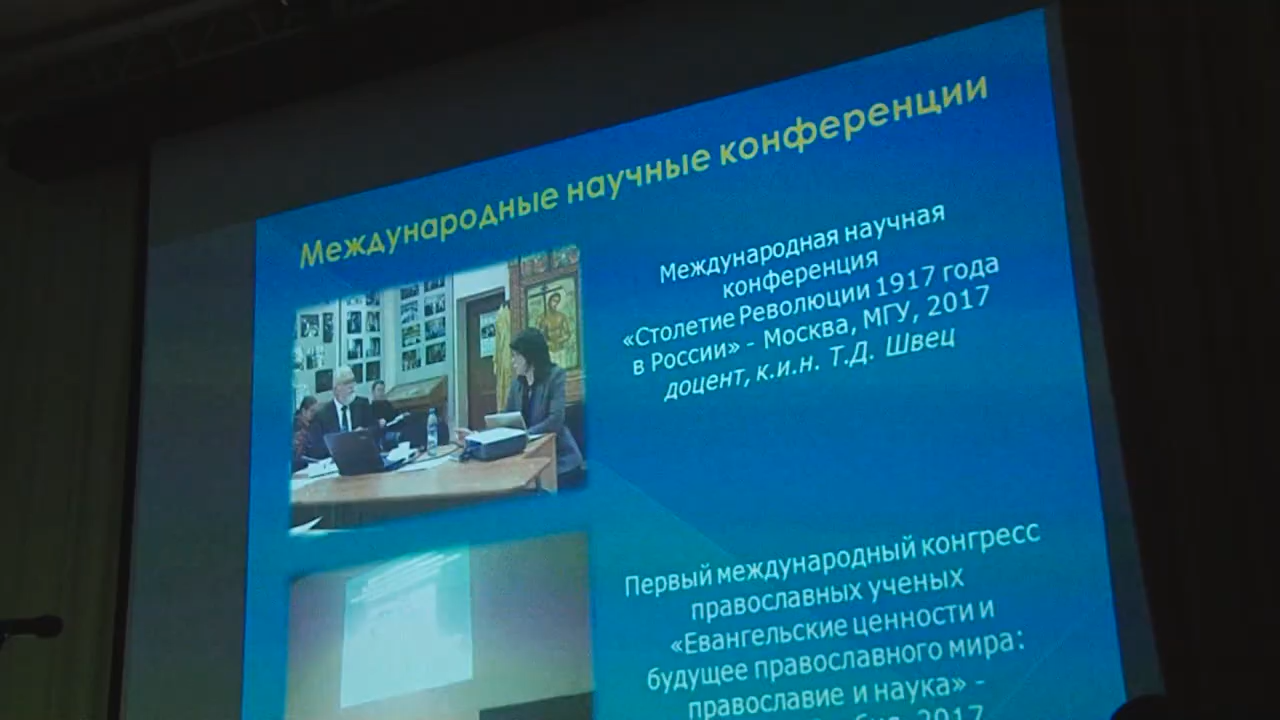 Международные научные конференции
Международная научная
конференция
«Столетие Революции 1917 года
в России» - Москва, МГУ, 2017
доцент, к.и.н. Т.Д. Швец
Первый международный конгресс
православных ученых
«Евангельские ценности и
будущее православного мира:
православие и наука» -
2017